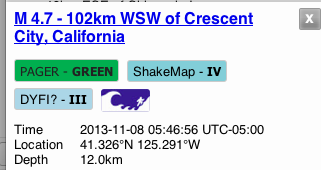 M 4.7 - 102km WSW of Crescent
City, California
x
PAGER - GREEN ShakeMap - IV
DYFI? - III
Time 2013-11-08 05:46:56 UTC-05:00
Location 41.326°N 125.291°W
Depth 12.0km